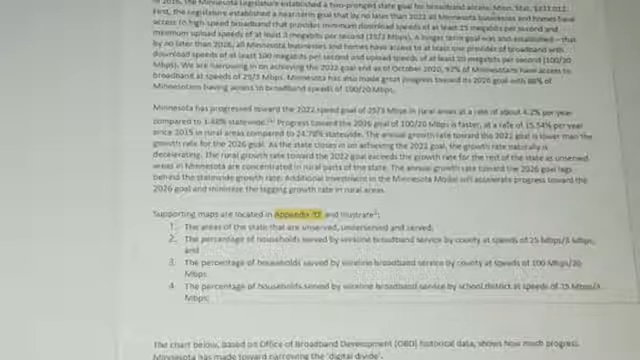 In 2016, the Minnesota Legislature established a two-pronged state goal for broadband access, Minn. Stat. §237.012.
First, the Legislature established a near-term goal that by no later than 2022 all Minnesota businesses and homes have
access to high-speed broadband that provides minimum download speeds of at least 25 megabits per second and
minimum upload speeds of at least 3 megabits per second (25/3 Mbps). A longer term goal was also established – that
by no later than 2026, all Minnesota businesses and homes have access to at least one provider of broadband with
download speeds of at least 100 megabits per second and upload speeds of at least 20 megabits per second (100/20
Mbps). We are narrowing in on achieving the 2022 goal and as of October 2020, 92% of Minnesotans have access to
broadband at speeds of 25/3 Mbps. Minnesota has also made great progress toward its 2026 goal with 88% of
Minnesotans having access to broadband speeds of 100/20 Mbps.
Minnesota has progressed toward the 2022 speed goal of 25/3 Mbps in rural areas at a rate of about 4.2% per year
compared to 1.48% statewide. Progress toward the 2026 goal of 100/20 Mbps is faster, at a rate of 15.54% per year
since 2015 in rural areas compared to 24.78% statewide. The annual growth rate toward the 2022 goal is lower than the
growth rate for the 2026 goal. As the state closes in on achieving the 2022 goal, the growth rate naturally is
decelerating. The rural growth rate toward the 2022 goal exceeds the growth rate for the rest of the state as unserved
areas in Minnesota are concentrated in rural parts of the state. The annual growth rate toward the 2026 goal lags
behind the statewide growth rate. Additional investment in the Minnesota Model will accelerate progress toward the
2026 goal and minimize the lagging growth rate in rural areas.
Supporting maps are located in Appendix 'D' and illustrate:
1. The areas of the state that are unserved, underserved and served;
2. The percentage of households served by wireline broadband service by county at speeds of 25 Mbps/3 Mbps;
and
3. The percentage of households served by wireline broadband service by county at speeds of 100 Mbps/20
Mbps
4. The percentage of households served by wireline broadband service by school district at speeds of 25 Mbps/3
Mbps;
The chart below, based on Office of Broadband Development (OBD) historical data, shows how much progress
Minnesota has made toward narrowing the 'digital divide'.